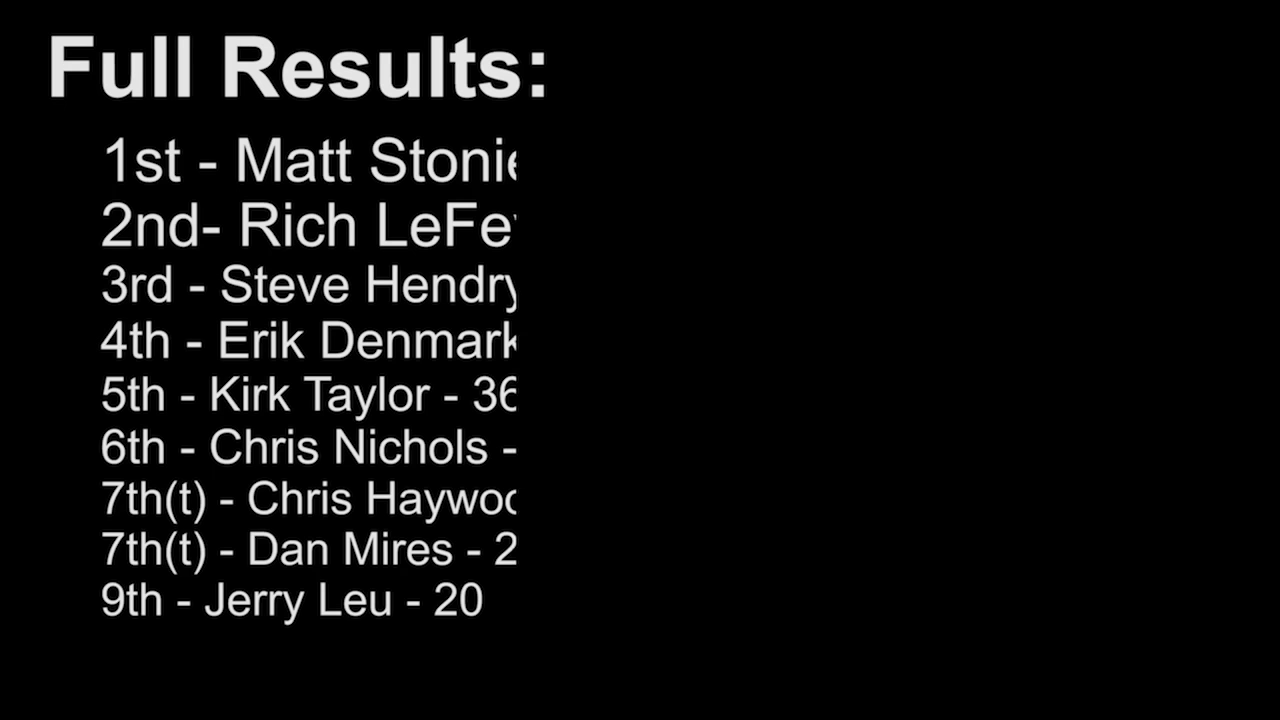 Full Results:
1st - Matt Stonie
2nd- Rich LeFe
3rd - Steve Hendry
4th - Erik Denmark
5th - Kirk Taylor - 36
6th - Chris Nichols -
7th(t) - Chris Haywoo
7th(t) - Dan Mires - 2
9th - Jerry Leu - 20